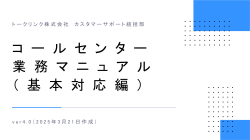 トークリンク株式会社 カスタマーサポート統括部
コールセンター
業務マニュアル
(基本対応編)
ver4.0(2025年3月21日作成)